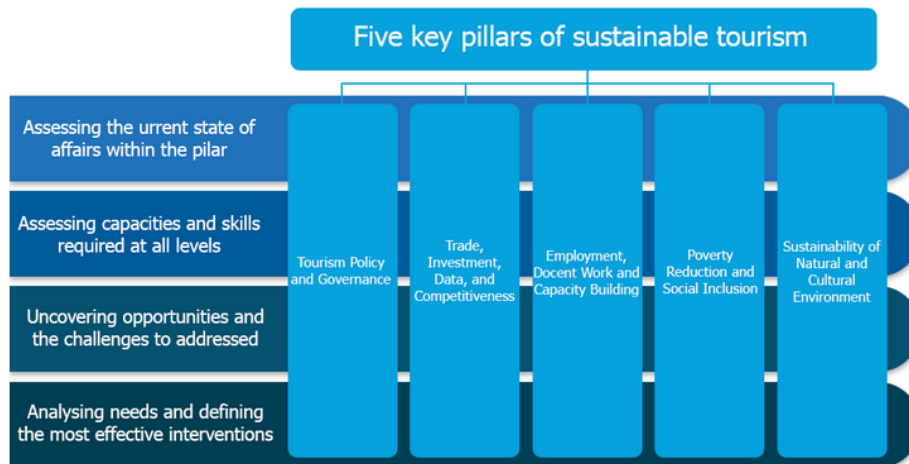 Five key pillars of sustainable tourism
Assessing the urrent state of
affairs within the pilar
Assessing capacities and skills
required at all levels
Uncovering opportunities and
the challenges to addressed
Analysing needs and defining
the most effective interventions
Tourism Policy
and Governance
Trade,
Investment,
Data, and
Competitiveness
Employment,
Docent Work and
Capacity Building
Poverty
Reduction and
Social Inclusion
Sustainability of
Natural and
Cultural
Environment